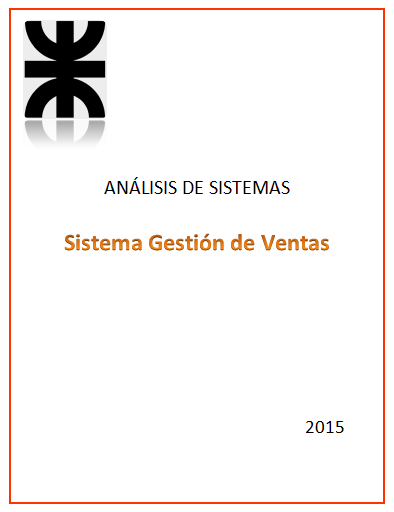 ANÁLISIS DE SISTEMAS
Sistema Gestión de Ventas
2015